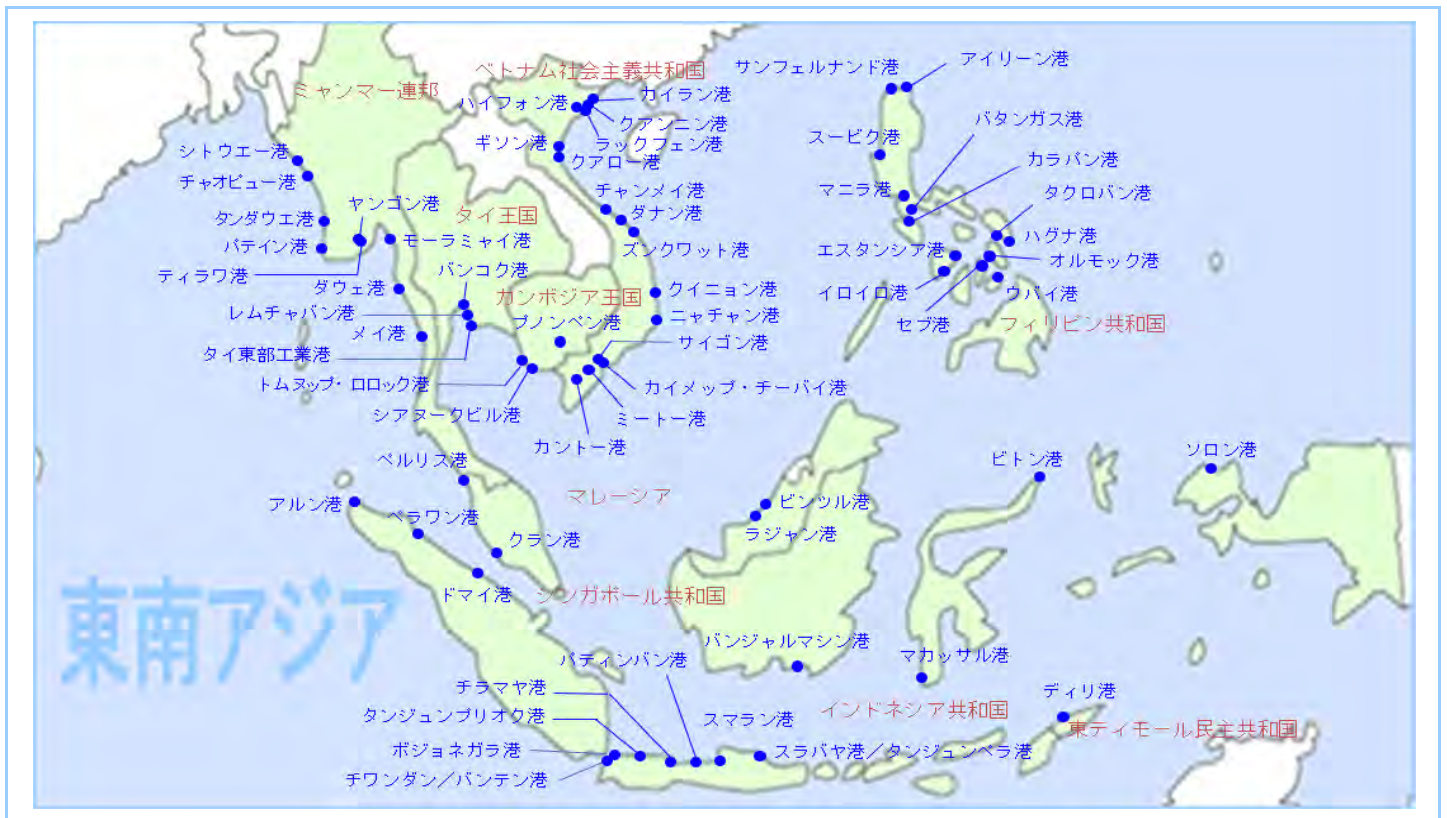 サンフェルナンド港
アイリーン港
ベトナム社会主義共和国
ミャンマー連邦
ハイフォン港
カイラン港
クアンニン港
バタンガス港
スービク港
ギソン港
ラックフェン港
シトウエー港
クアロー港
カラバン港
チャオピュー港
チャンメイ港
マニラ港
タクロバン港
ヤンゴン港
タイ王国
ダナン港
タンダウエ港
ハグナ港
パテイン港
モーラミャイ港
ズンクワット港
エスタンシア港
オルモック港
ティラワ港
バンコク港
ダウェ港
カンボジア王国
クイニョン港
イロイロ港
ウバイ港
レムチャバン港
プノンペン港
ニャチャン港
セブ港
フィリピン共和国
メイ港
サイゴン港
タイ東部工業港
トムヌップ・ロロック港
カイメップ・チーバイ港
シアヌークビル港
ミートー港
カントー港
ペルリス港
ビトン港
ソロン港
マレーシア
アルン港
ベラワン港
ビンツル港
ラジャン港
クラン港
ドマイ港
シンガポール共和国
東南アジア
バンジャルマシン港
パティンバン港
マカッサル港
チラマヤ港
ディリ港
タンジュンプリオク港
スマラン港
インドネシア共和国
東ティモール民主共和国
ボジョネガラ港
スラバヤ港／タンジュンペラ港
チワンダン／バンテン港